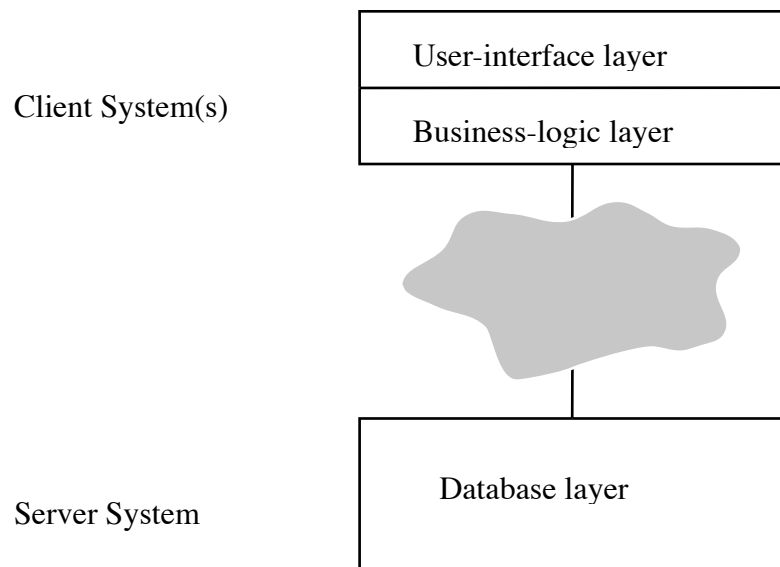 User-interface layer
Client System(s)
Business-logic layer
Database layer
Server System